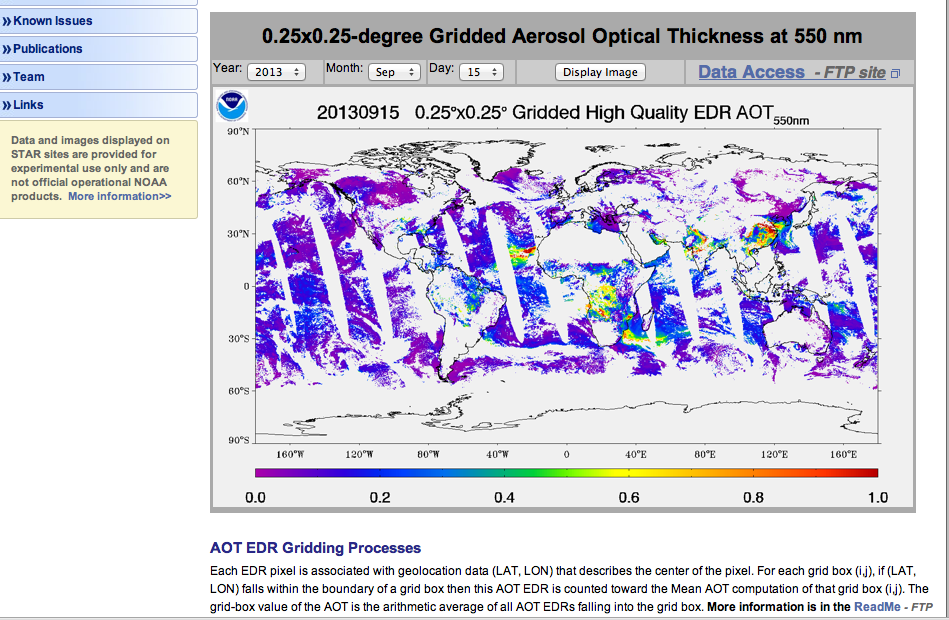 » Known Issues
» Publications
» Team
» Links
Data and images displayed on
STAR sites are provided for
experimental use only and are
not official operational NOAA
products. More information>>
0.25x0.25-degree Gridded Aerosol Optical Thickness at 550 nm
Year: 2013 Month: Sep Day: 15 Display Image Data Access - FTP site
NOAA
20130915 0.25°x0.25° Gridded High Quality EDR AOT550nm
90°N
60°N
30°N
0
30°S
60°S
90°S
160°W 120°W 80°W 40°W 0 40°E 80°E 120°E 160°E
0.0 0.2 0.4 0.6 0.8 1.0
AOT EDR Gridding Processes
Each EDR pixel is associated with geolocation data (LAT, LON) that describes the center of the pixel. For each grid box (i,j), if (LAT,
LON) falls within the boundary of a grid box then this AOT EDR is counted toward the Mean AOT computation of that grid box (i,j). The
grid-box value of the AOT is the arithmetic average of all AOT EDRs falling into the grid box. More information is in the ReadMe - FTP